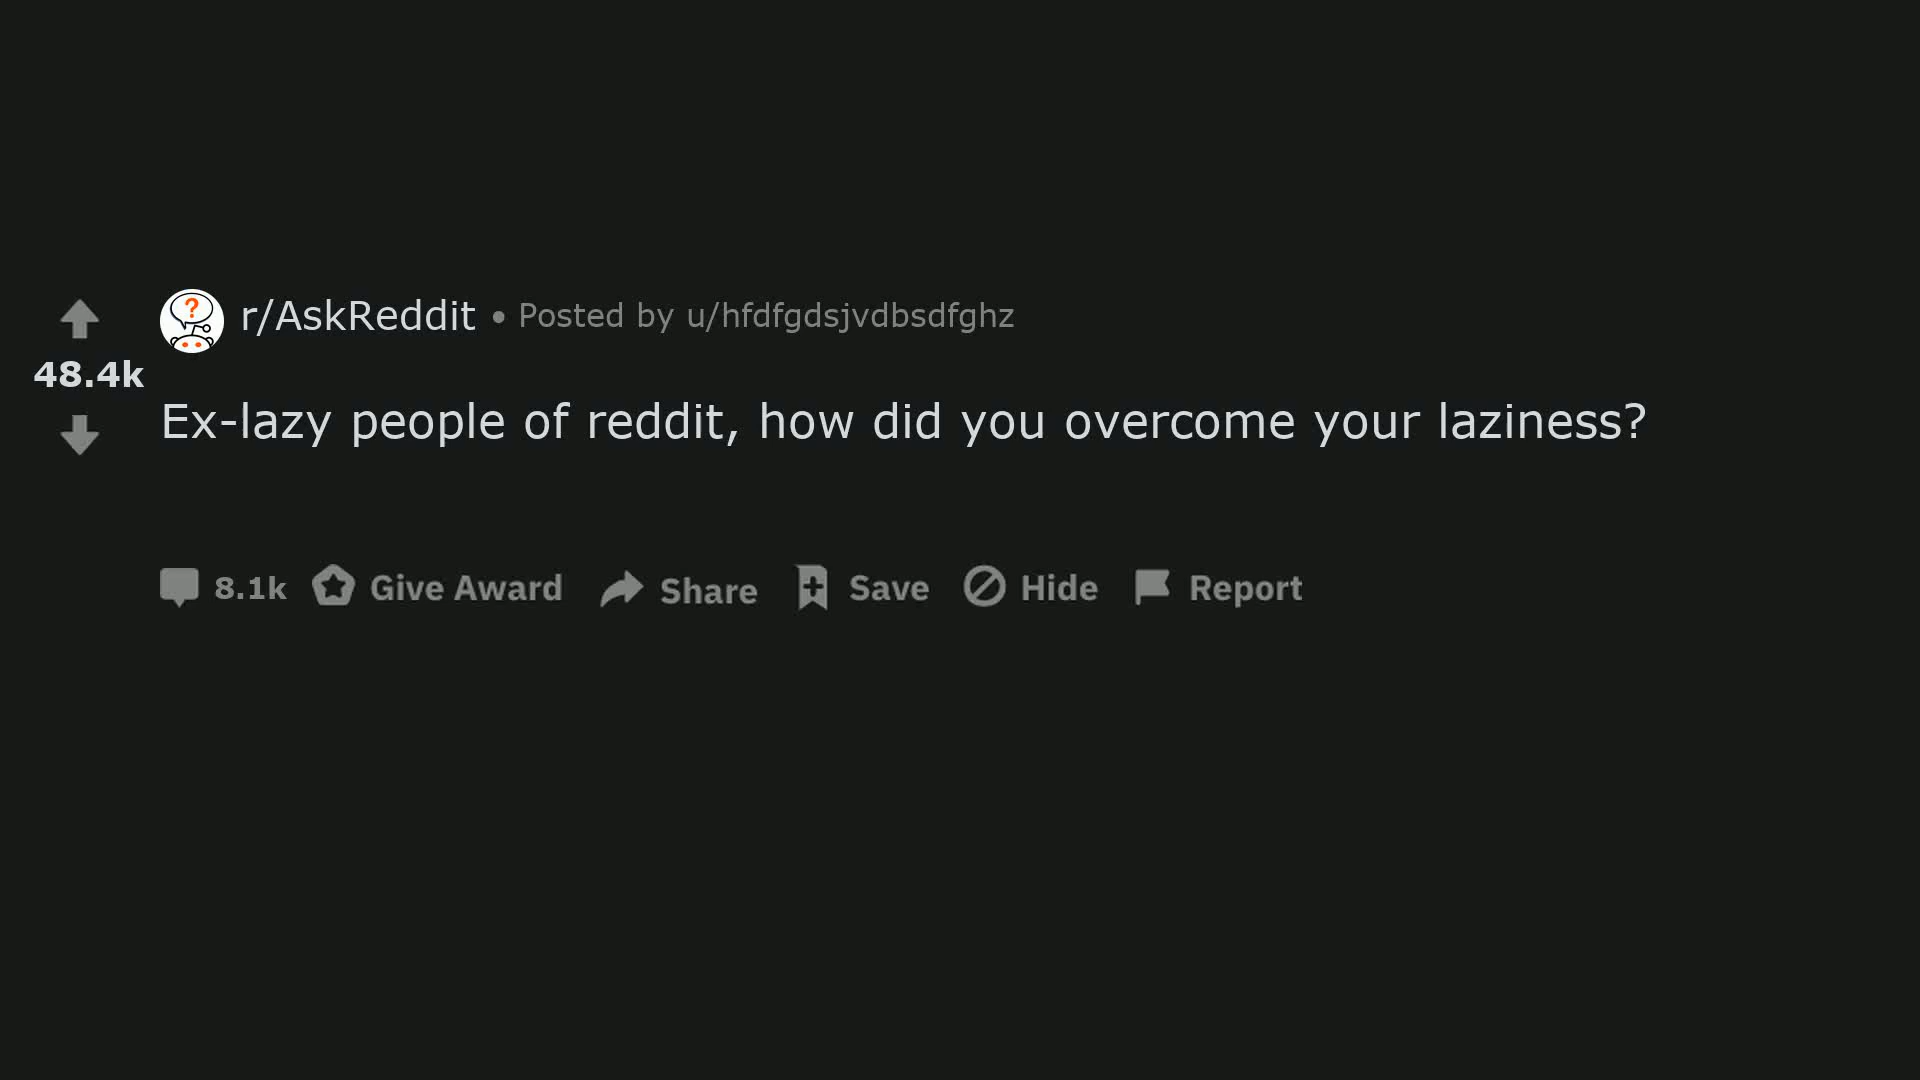 r/AskReddit • Posted by u/hfdfgdsjvdbsdfghz
48.4k
Ex-lazy people of reddit, how did you overcome your laziness?
8.1k Give Award Share Save Hide Report